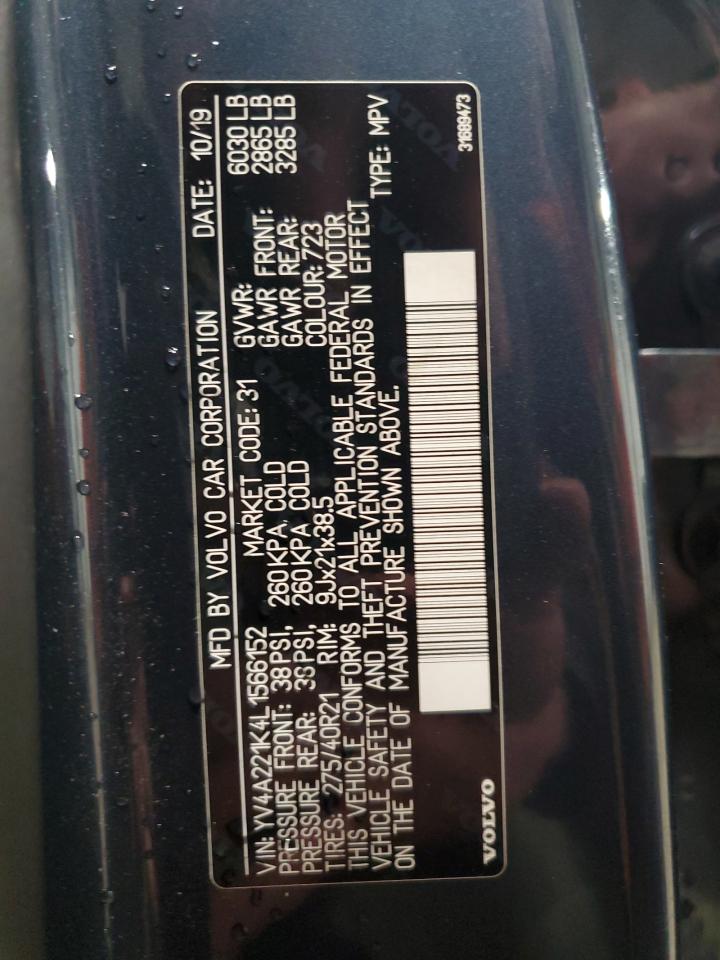 MFD BY VOLVO CAR CORPORATION DATE: 10/19
VIN: YV4A221K4L1566152 MARKET CODE: 31 GVWR: 6030 LB
PRESSURE FRONT: 38PSI, 260KPA, COLD GAWR FRONT: 2865 LB
PRESSURE REAR: 38PSI, 260KPA COLD GAWR REAR: 3285 LB
TIRES: 275/40R21 RIM: 9Jx21x38.5 COLOUR: 723
THIS VEHICLE CONFORMS TO ALL APPLICABLE FEDERAL MOTOR
VEHICLE SAFETY AND THEFT PREVENTION STANDARDS IN EFFECT
ON THE DATE OF MANUFACTURE SHOWN ABOVE. TYPE: MPV
VOLVO 31689473